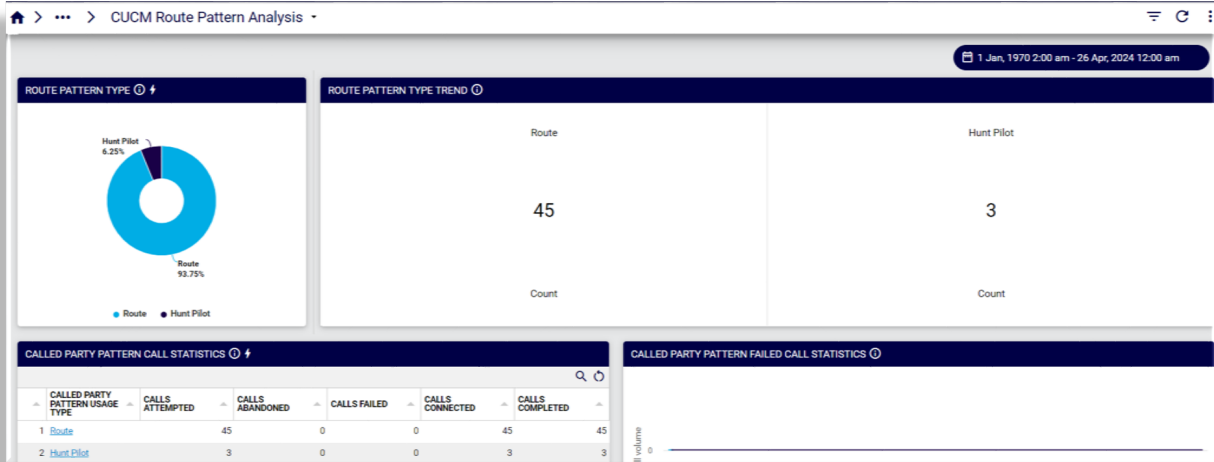 CUCM Route Pattern Analysis
1 Jan, 1970 2:00 am - 26 Apr, 2024 12:00 am
ROUTE PATTERN TYPE
Hunt Pilot
6.25%
Route
93.75%
Route Hunt Pilot
ROUTE PATTERN TYPE TREND
Route
45
Count
Hunt Pilot
3
Count
CALLED PARTY PATTERN CALL STATISTICS
CALLED PARTY PATTERN USAGE TYPE CALLS ATTEMPTED CALLS ABANDONED CALLS FAILED CALLS CONNECTED CALLS COMPLETED
1 Route 45 0 0 45 45
2 Hunt Pilot 3 0 0 3 3
CALLED PARTY PATTERN FAILED CALL STATISTICS
volume
0